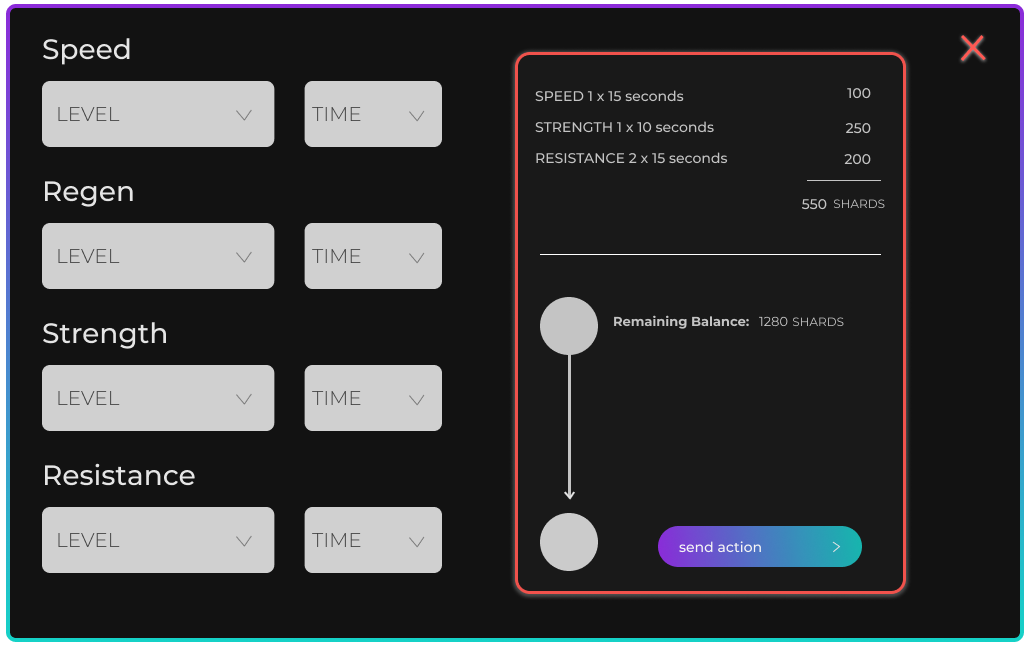 Speed
LEVEL TIME
Regen
LEVEL TIME
Strength
LEVEL TIME
Resistance
LEVEL TIME
SPEED 1 x 15 seconds 100
STRENGTH 1 x 10 seconds 250
RESISTANCE 2 x 15 seconds 200
550 SHARDS
Remaining Balance: 1280 SHARDS
send action